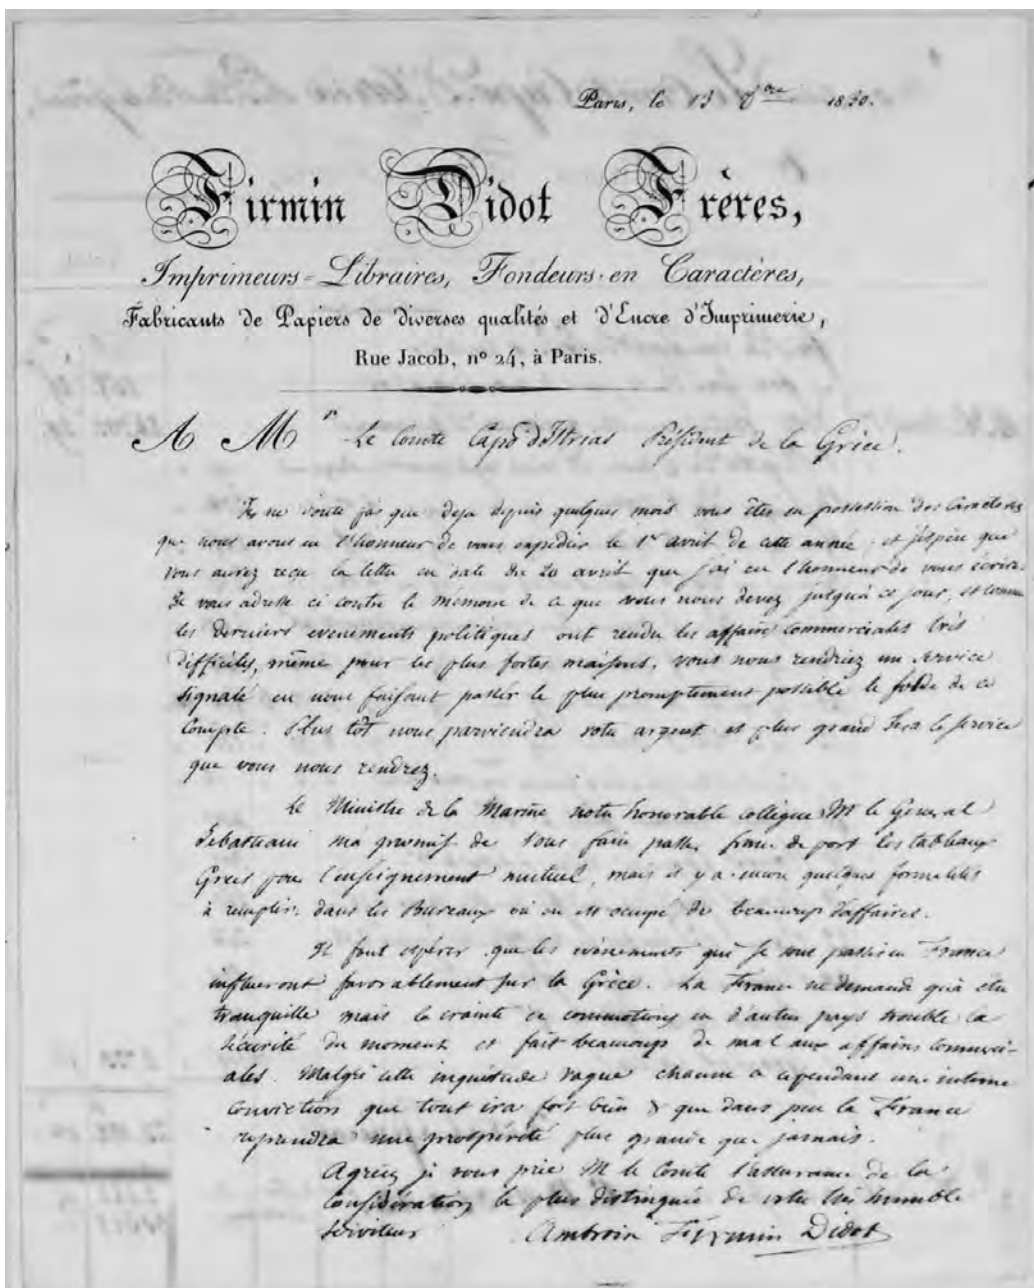 Paris, le 13 7bre 1830.
Firmin Didot Frères,
Imprimeurs-Libraires, Fondeurs en Caractères,
Fabricants de Papiers de diverses qualités et d'Encre d'Imprimerie,
Rue Jacob, nº 24, à Paris.
A Mr Le Comte Capo d'Istrias Président de la Grèce.
Je ne doute pas que deja depuis quelques mois vous êtes en possession des Caractères
que nous avons eu l'honneur de vous expedier le 1er avril de cette année et j'espère que
vous aurez reçu la lettre en date du 20 avril que j'ai eu l'honneur de vous écrire.
Je vous adresse ci contre le memoire de ce que vous nous devez jusqu'à ce jour, et comme
les derniers evenements politiques ont rendu les affaires commerciales très
difficiles, même pour les plus fortes maisons, vous nous rendriez un service
signalé en nous faisant passer le plus promptement possible le solde de ce
Compte. Plus tôt nous parviendra votre argent et plus grand sera le service
que vous nous rendrez.
Le Ministre de la Marine notre honorable collègue Mr le Général
Sebastiani m'a promis de vous faire passer franc de port les tableaux
Grecs pour l'enseignement mutuel, mais il y a encore quelques formalités
à remplir dans les Bureaux où on est occupé de beaucoup d'affaires.
Il faut espérer que les evènements qui se sont passés en France
influeront favorablement sur la Grèce. La France ne demande qu'à etre
tranquille mais la crainte de commotions en d'autres pays trouble la
sécurité du moment et fait beaucoup de mal aux affaires commerci-
ales. Malgré cette inquiétude vague chacun a cependant une intime
conviction que tout ira fort bien & que dans peu la France
reprendra une prospérité plus grande que jamais.
Agréez je vous prie Mr le Comte l'assurance de la
Considération la plus distinguée de votre très humble
serviteur Ambroise Firmin Didot